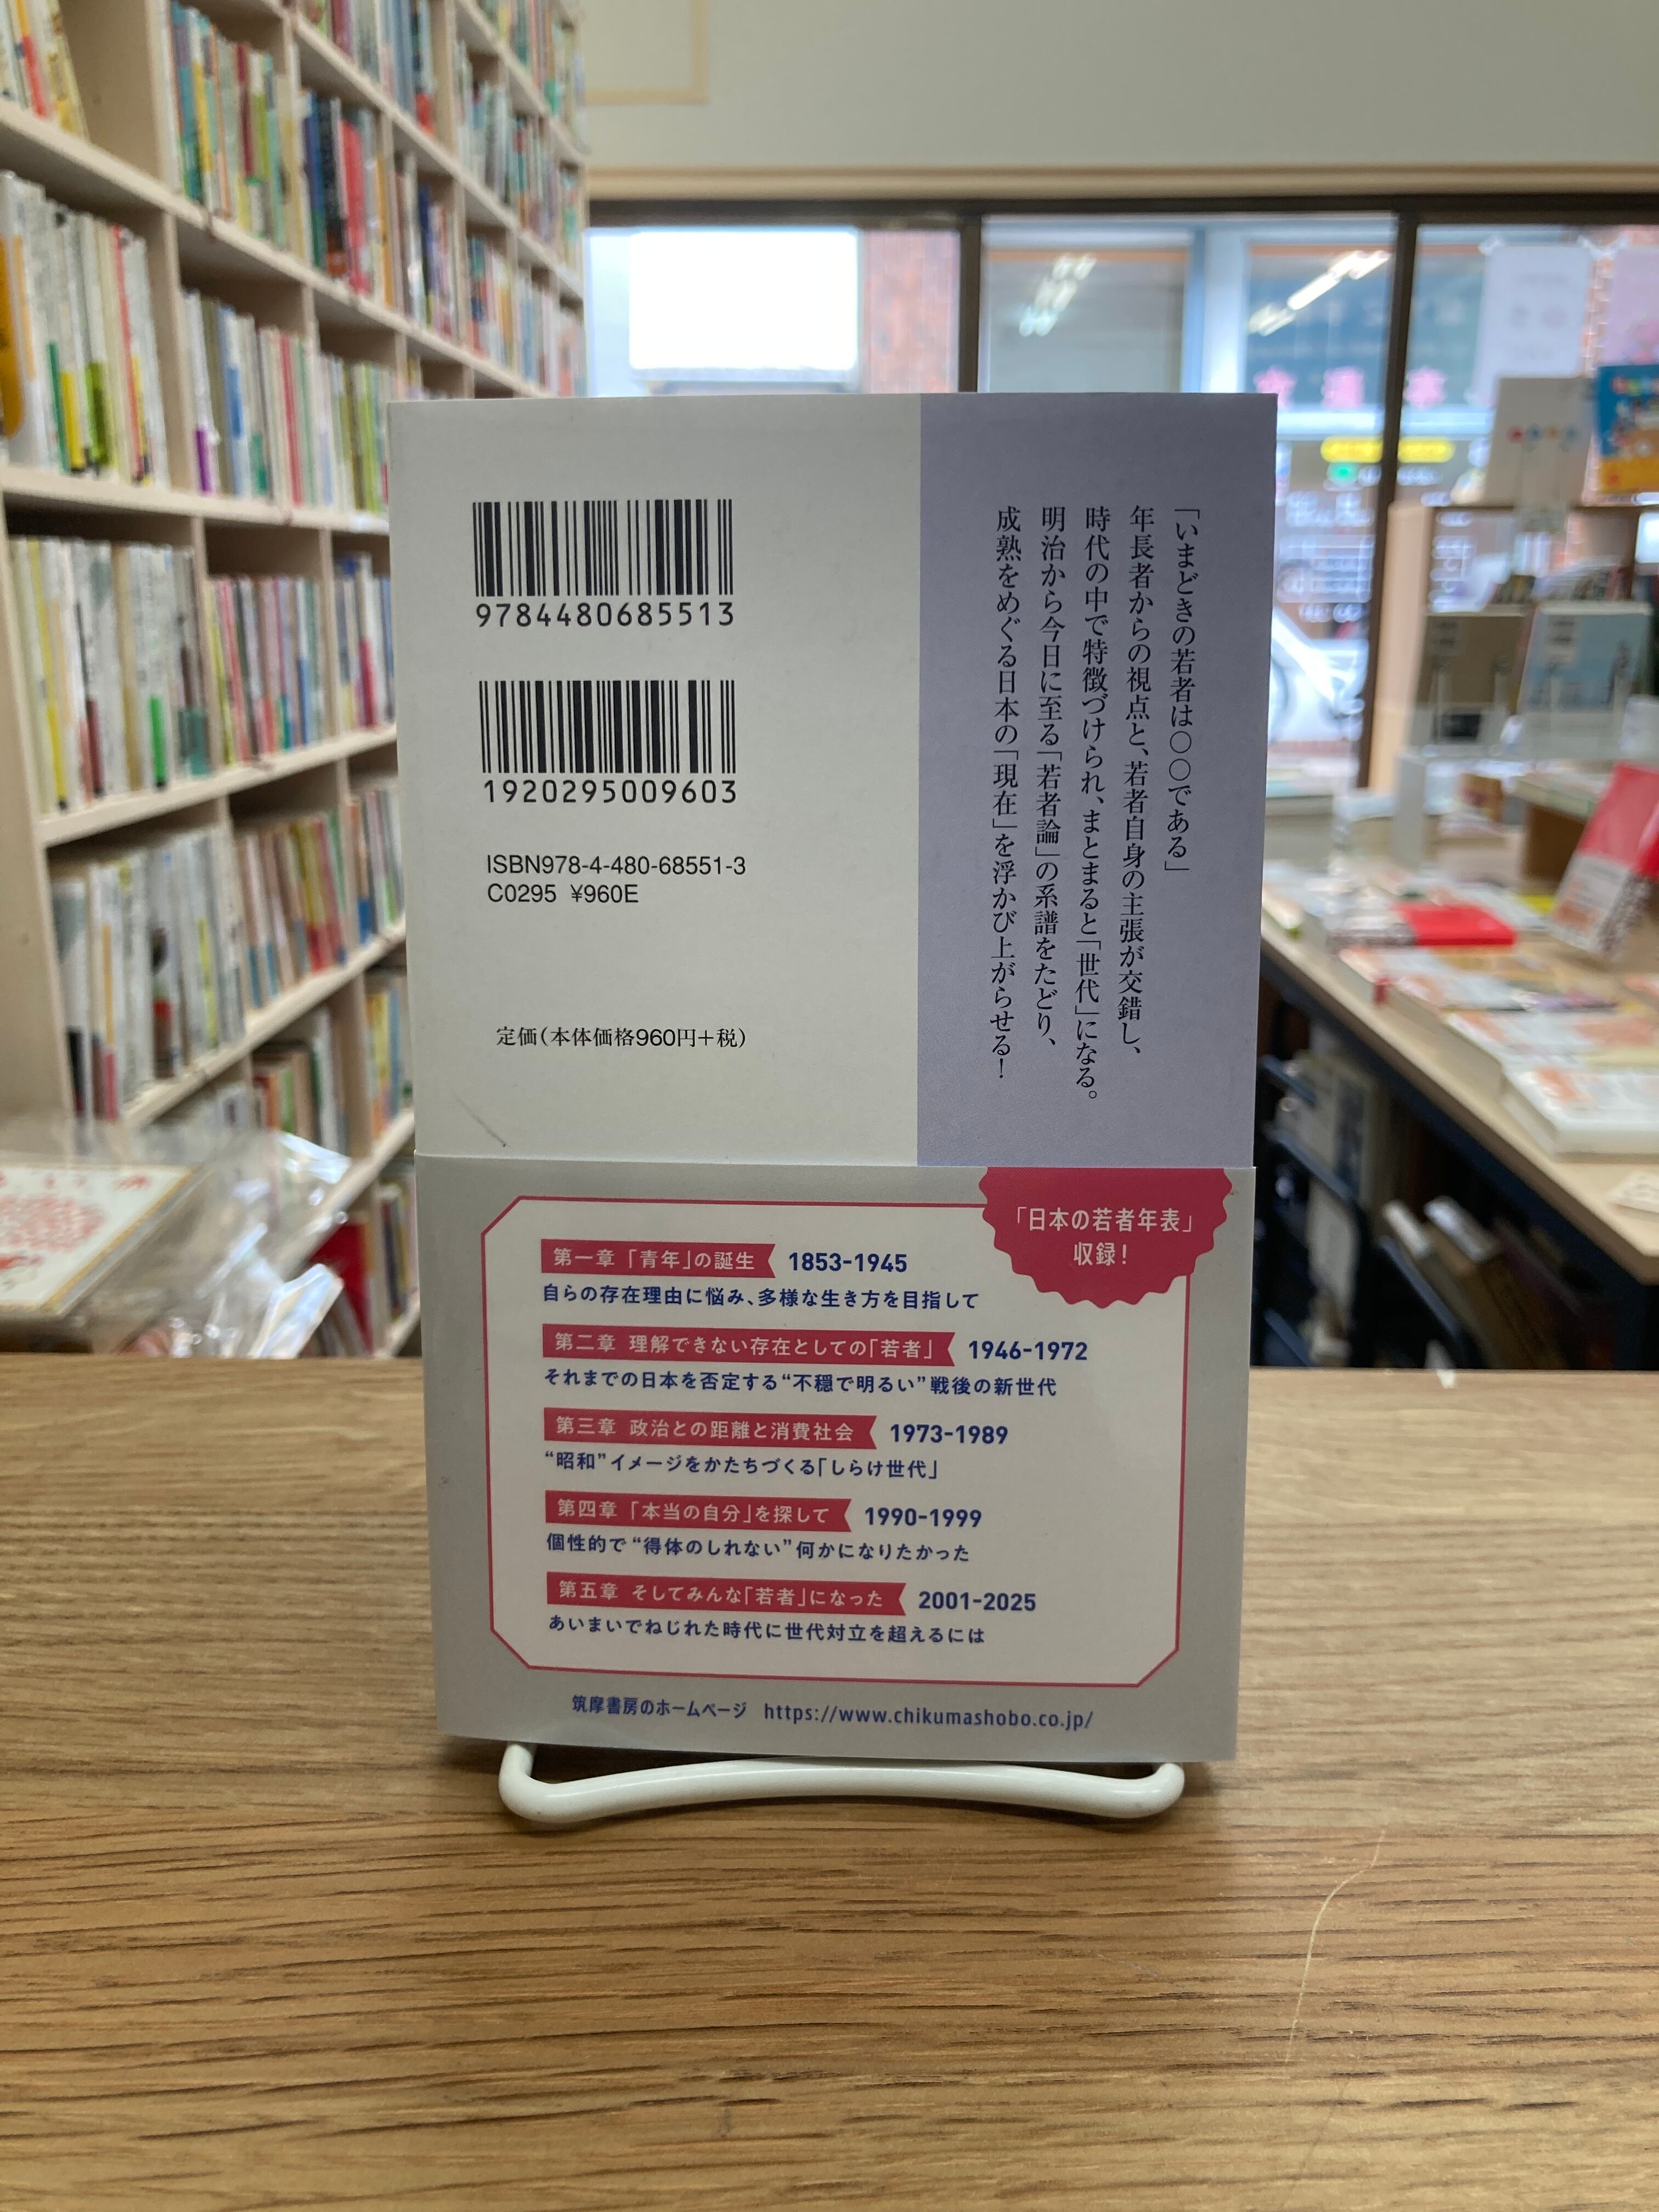 「いまどきの若者は○○である」
年長者からの視点と、若者自身の主張が交錯し、
時代の中で特徴づけられ、まとまると「世代」になる。
明治から今日に至る「若者論」の系譜をたどり、
成熟をめぐる日本の「現在」を浮かび上がらせる！
9784480685513
1920295009603
ISBN978-4-480-68551-3
C0295 ¥960E
定価（本体価格960円＋税）
「日本の若者年表」
収録！
第一章 「青年」の誕生 1853-1945
自らの存在理由に悩み、多様な生き方を目指して
第二章 理解できない存在としての「若者」 1946-1972
それまでの日本を否定する“不穏で明るい”戦後の新世代
第三章 政治との距離と消費社会 1973-1989
“昭和”イメージをかたちづくる「しらけ世代」
第四章 「本当の自分」を探して 1990-1999
個性的で“得体のしれない”何かになりたかった
第五章 そしてみんな「若者」になった 2001-2025
あいまいでねじれた時代に世代対立を超えるには
筑摩書房のホームページ https://www.chikumashobo.co.jp/